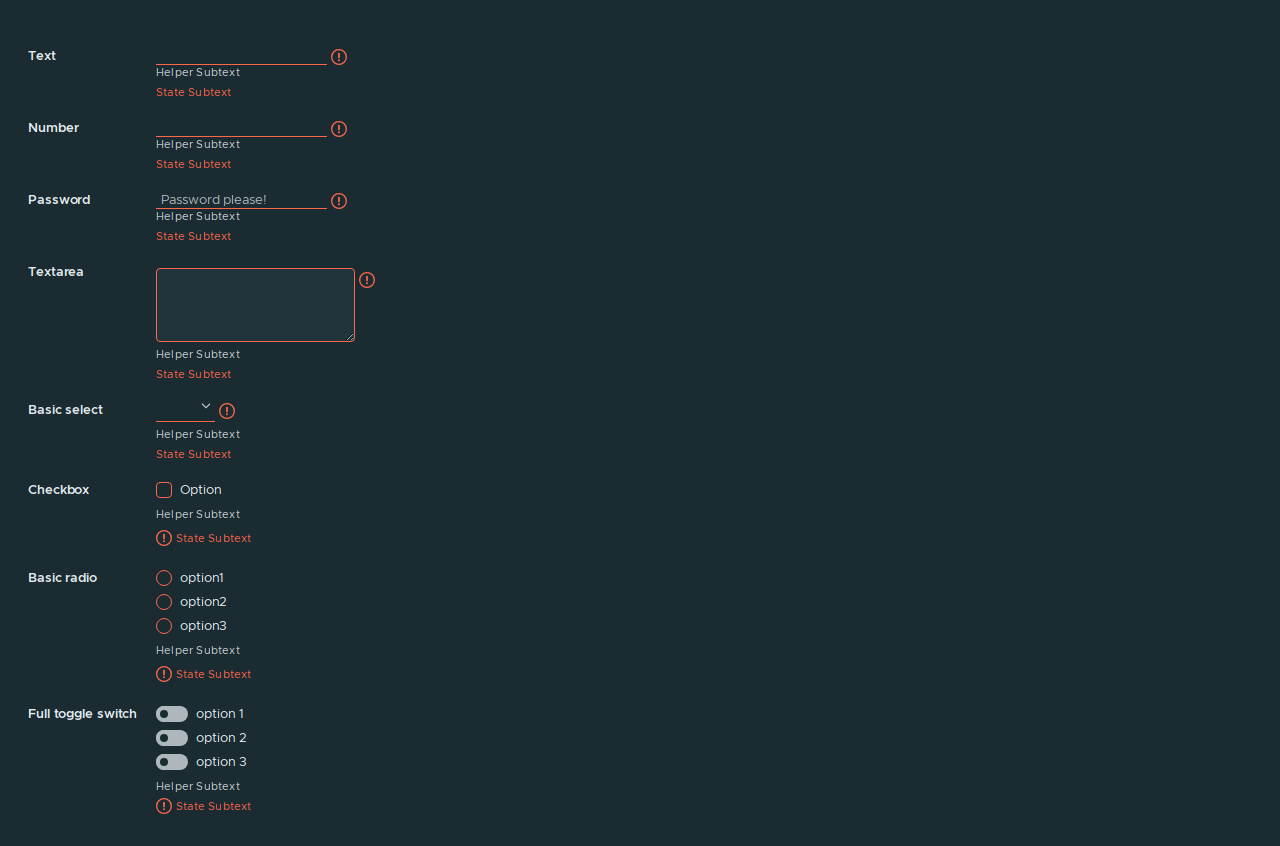 Text
Helper Subtext
State Subtext
Number
Helper Subtext
State Subtext
Password Password please!
Helper Subtext
State Subtext
Textarea
Helper Subtext
State Subtext
Basic select
Helper Subtext
State Subtext
Checkbox Option
Helper Subtext
State Subtext
Basic radio option1
option2
option3
Helper Subtext
State Subtext
Full toggle switch option 1
option 2
option 3
Helper Subtext
State Subtext